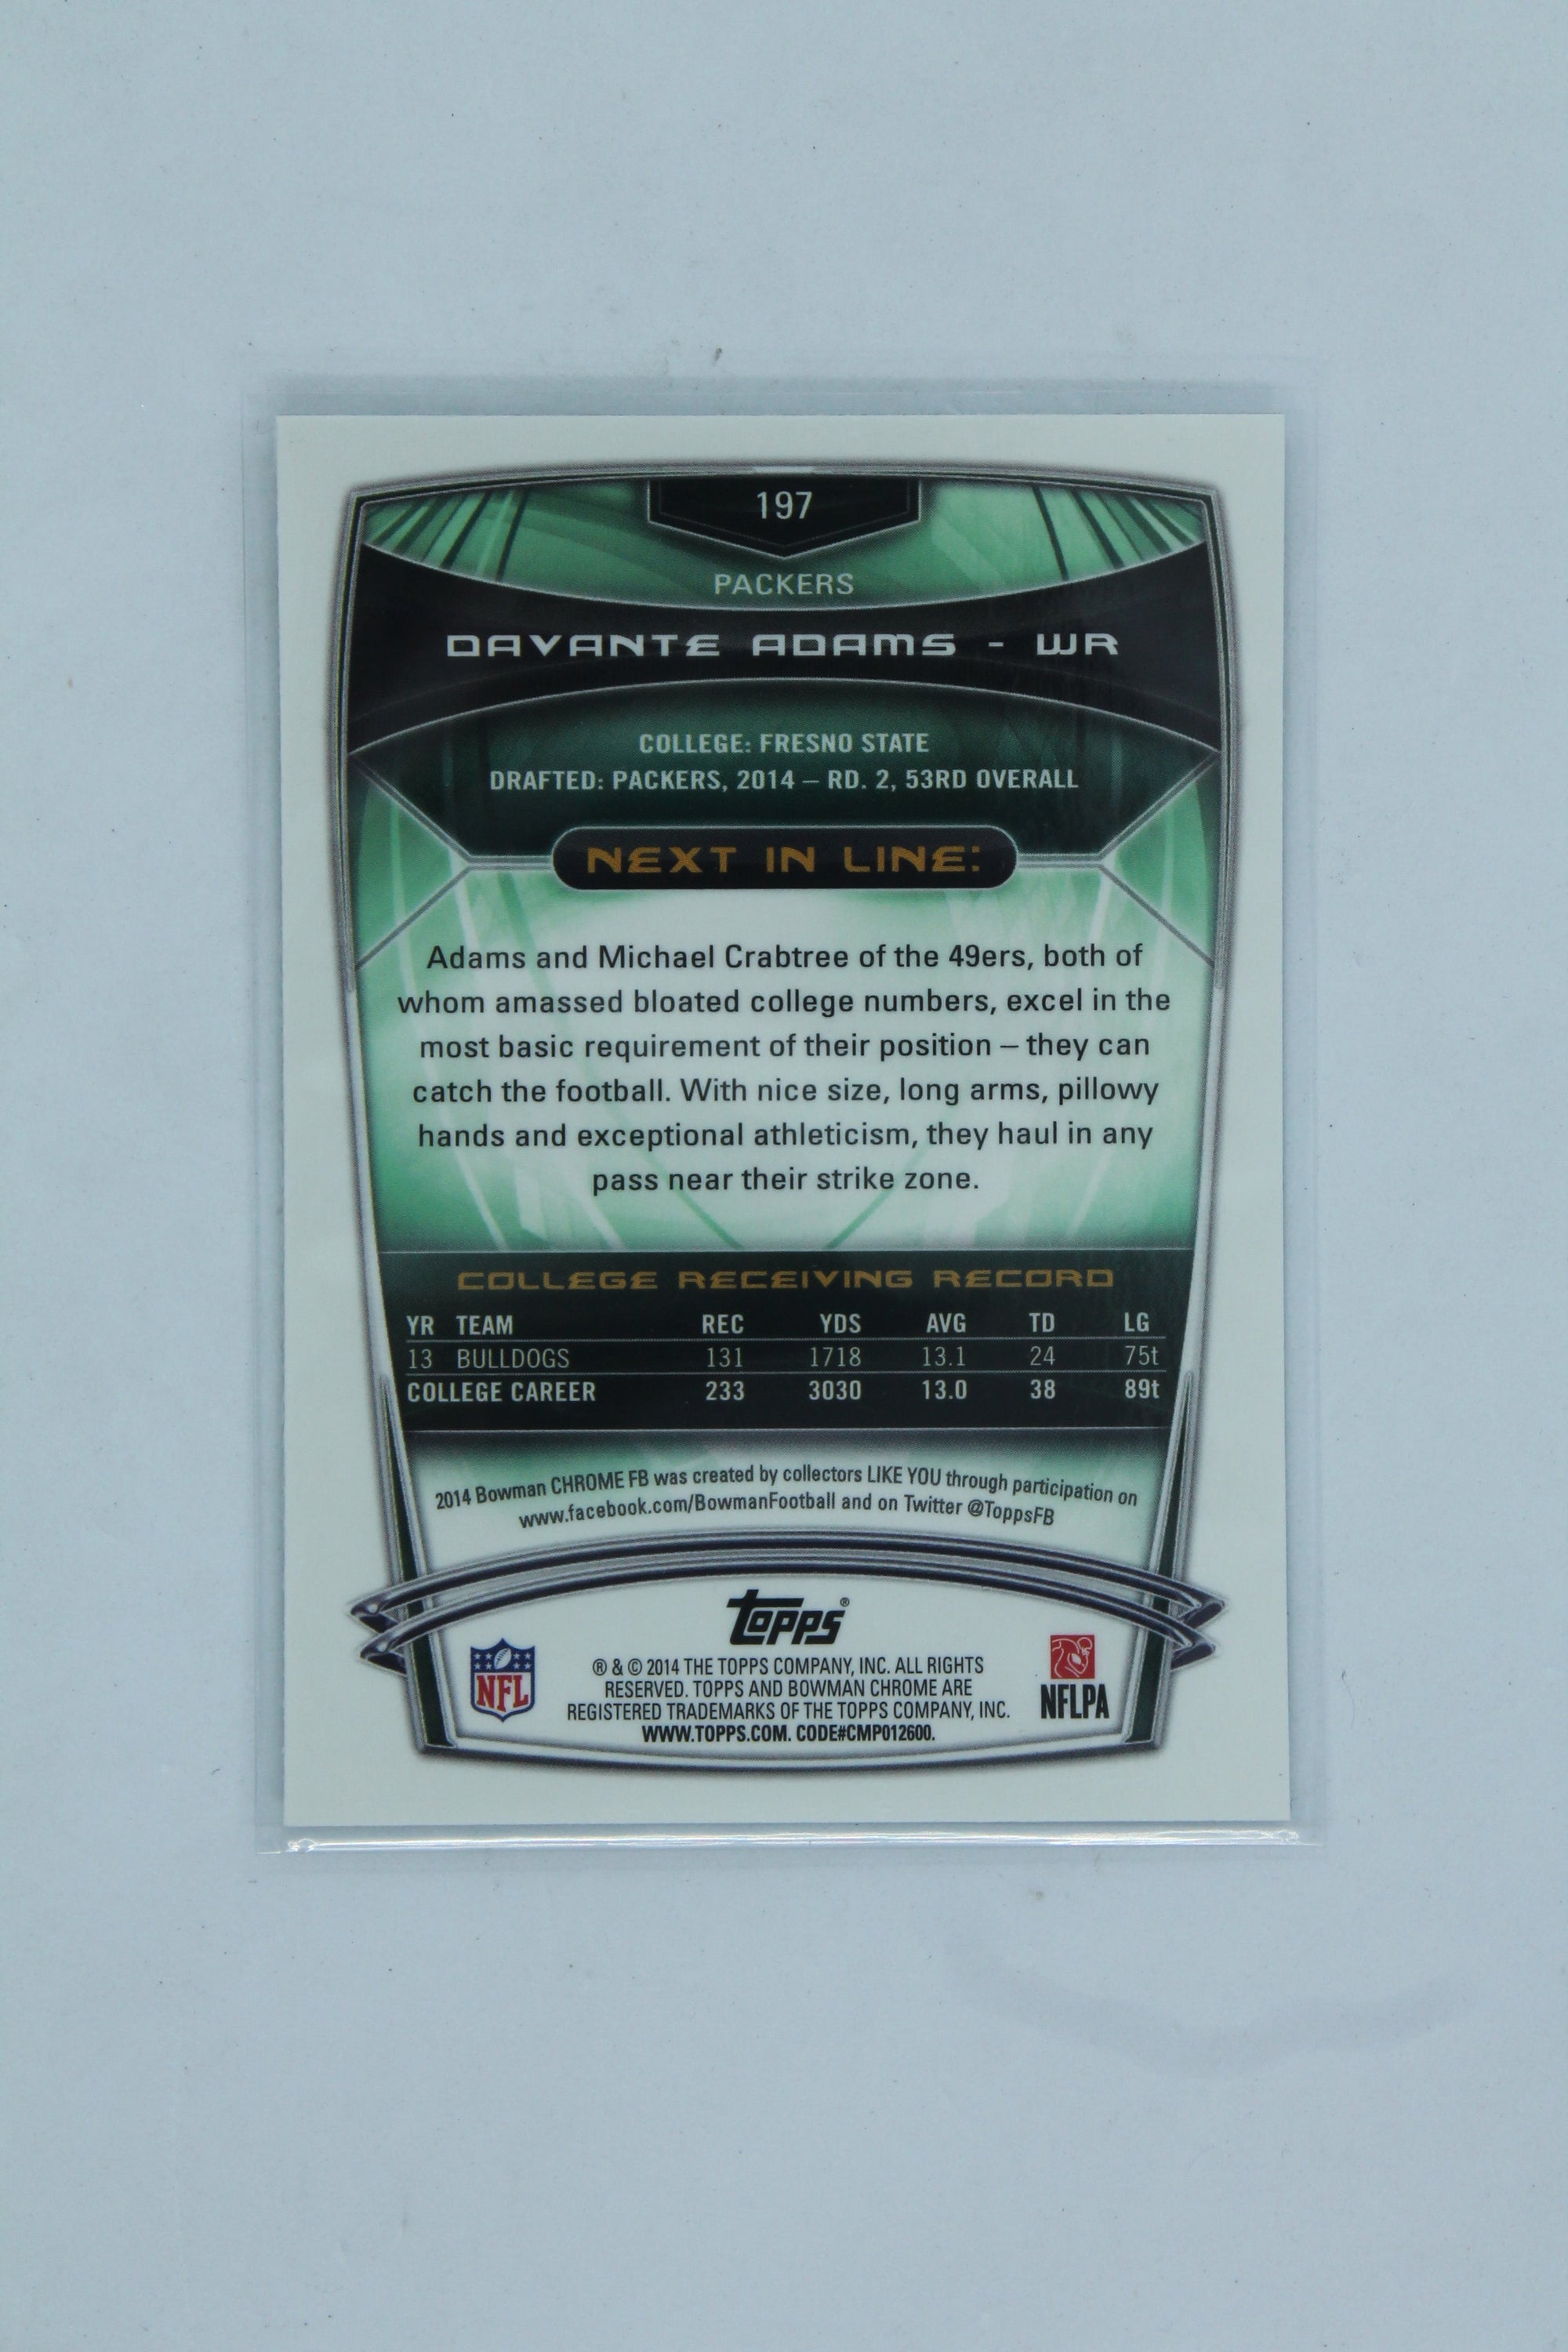 197
PACKERS
DAVANTE ADAMS - WR
COLLEGE: FRESNO STATE
DRAFTED: PACKERS, 2014 – RD. 2, 53RD OVERALL
NEXT IN LINE:
Adams and Michael Crabtree of the 49ers, both of
whom amassed bloated college numbers, excel in the
most basic requirement of their position – they can
catch the football. With nice size, long arms, pillowy
hands and exceptional athleticism, they haul in any
pass near their strike zone.
COLLEGE RECEIVING RECORD
YR TEAM REC YDS AVG TD LG
13 BULLDOGS 131 1718 13.1 24 75t
COLLEGE CAREER 233 3030 13.0 38 89t
2014 Bowman CHROME FB was created by collectors LIKE YOU through participation on
www.facebook.com/BowmanFootball and on Twitter @ToppsFB
topps®
NFL
® & © 2014 THE TOPPS COMPANY, INC. ALL RIGHTS
RESERVED. TOPPS AND BOWMAN CHROME ARE
REGISTERED TRADEMARKS OF THE TOPPS COMPANY, INC.
WWW.TOPPS.COM. CODE#CMP012600.
NFLPA